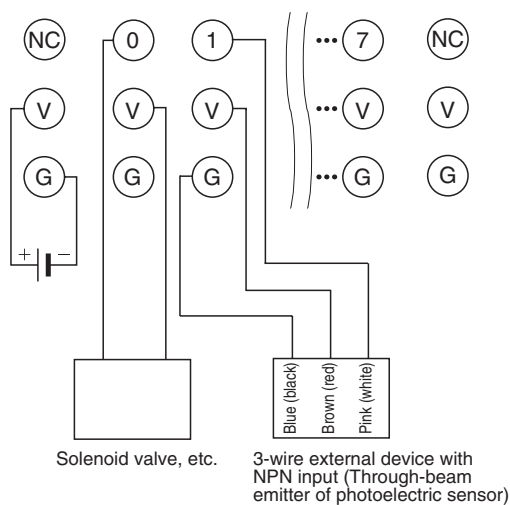 NC 0 1 ••• 7 NC
V V V ••• V V
G G G ••• G G
+ −
Blue (black)
Brown (red)
Pink (white)
Solenoid valve, etc.
3-wire external device with
NPN input (Through-beam
emitter of photoelectric sensor)